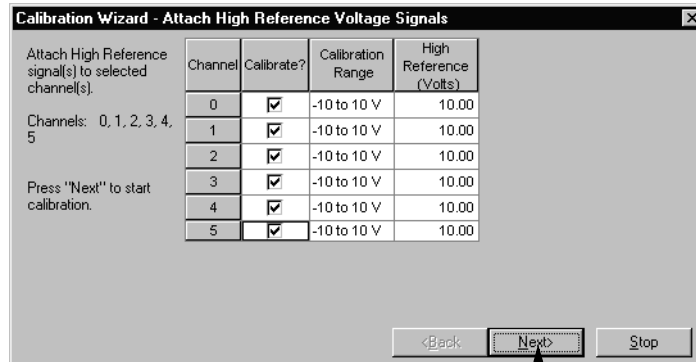 Calibration Wizard - Attach High Reference Voltage Signals
Attach High Reference
signal(s) to selected
channel(s).
Channels: 0, 1, 2, 3, 4,
5
Press "Next" to start
calibration.
Channel Calibrate? Calibration Range High Reference (Volts)
0 -10 to 10 V 10.00
1 -10 to 10 V 10.00
2 -10 to 10 V 10.00
3 -10 to 10 V 10.00
4 -10 to 10 V 10.00
5 -10 to 10 V 10.00
<Back Next> Stop